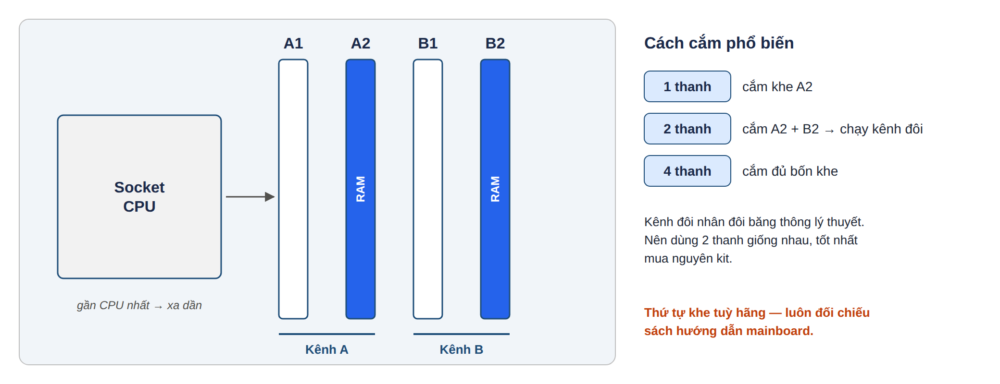 A1
A2
B1
B2
RAM
RAM
Socket
CPU
gần CPU nhất → xa dần
Kênh A
Kênh B
Cách cắm phổ biến
1 thanh
cắm khe A2
2 thanh
cắm A2 + B2 → chạy kênh đôi
4 thanh
cắm đủ bốn khe
Kênh đôi nhân đôi băng thông lý thuyết.
Nên dùng 2 thanh giống nhau, tốt nhất
mua nguyên kit.
Thứ tự khe tuỳ hãng — luôn đối chiếu
sách hướng dẫn mainboard.